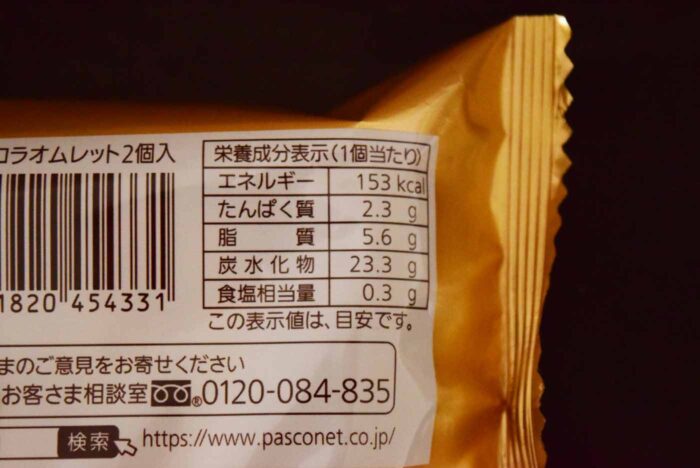 コラオムレット2個入
栄養成分表示(1個当たり)
エネルギー 153 kcal
たんぱく質 2.3 g
脂質 5.6 g
炭水化物 23.3 g
食塩相当量 0.3 g
この表示値は、目安です。
1820 454331
まのご意見をお寄せください
お客さま相談室 ®0120-084-835
検索 https://www.pasconet.co.jp/